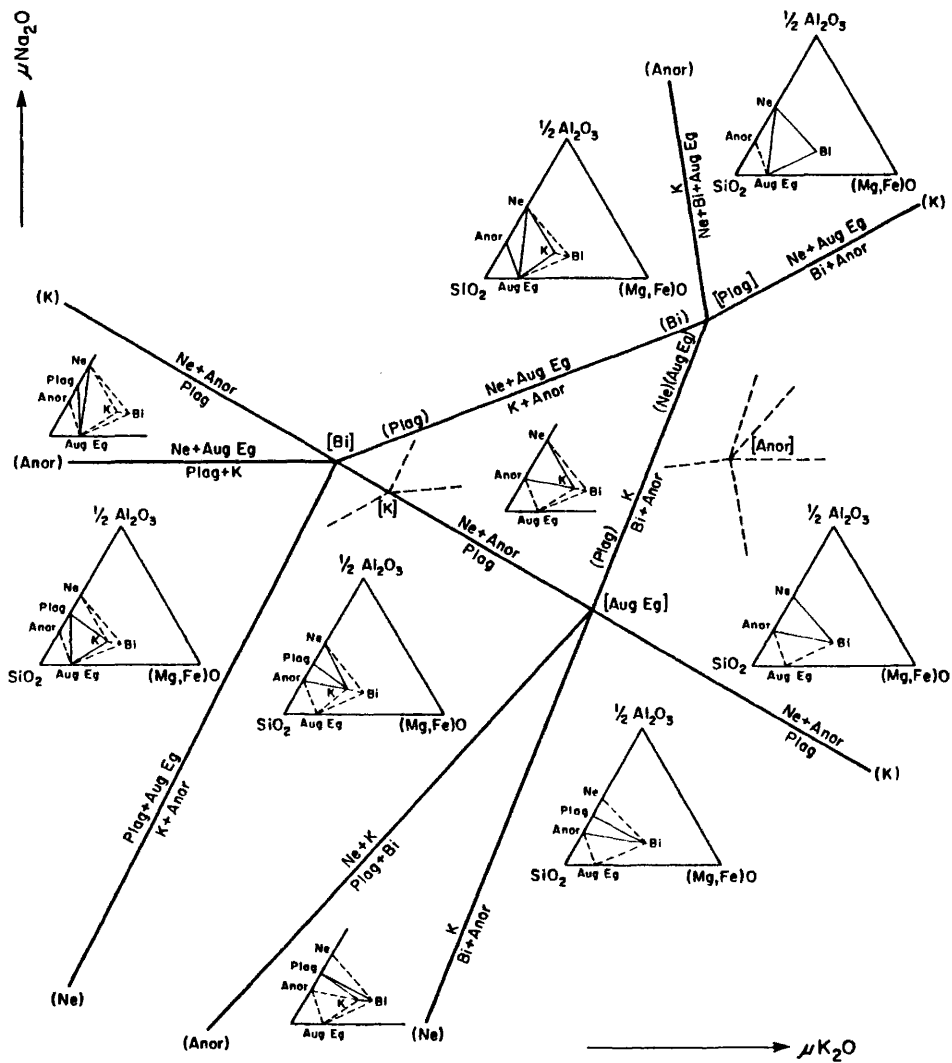 μNa₂O
½ Al₂O₃
Ne
Anor
Bi
SiO₂
Aug Eg
(Mg,Fe)O
(Anor)
K
Ne+Bi+Aug Eg
½ Al₂O₃
Ne
Anor
K
Bi
SiO₂
Aug Eg
(Mg,Fe)O
(K)
Ne+Aug Eg
Bi+Anor
[Plag]
(Bi)
(Ne)(Aug Eg)
(K)
Ne+Anor
Plag
Ne
Plag
Anor
K
Bi
Aug Eg
(Anor)
Ne+Aug Eg
Plag+K
[Bi]
(Plag)
Ne+Aug Eg
K+Anor
Ne
Anor
K
Bi
Aug Eg
K
Bi+Anor
(Plag)
[Anor]
[K]
Ne+Anor
Plag
[Aug Eg]
½ Al₂O₃
Ne
Plag
Anor
K
Bi
SiO₂
Aug Eg
(Mg,Fe)O
½ Al₂O₃
Ne
Plag
Anor
K
Bi
SiO₂
Aug Eg
(Mg,Fe)O
½ Al₂O₃
Ne
Anor
Bi
SiO₂
Aug Eg
(Mg,Fe)O
Ne+Anor
Plag
(K)
½ Al₂O₃
Ne
Plag
Anor
Bi
SiO₂
Aug Eg
(Mg,Fe)O
Plag+Aug Eg
K+Anor
(Ne)
Ne+K
Plag+Bi
(Anor)
K
Bi+Anor
(Ne)
Ne
Plag
Anor
K
Bi
Aug Eg
μK₂O